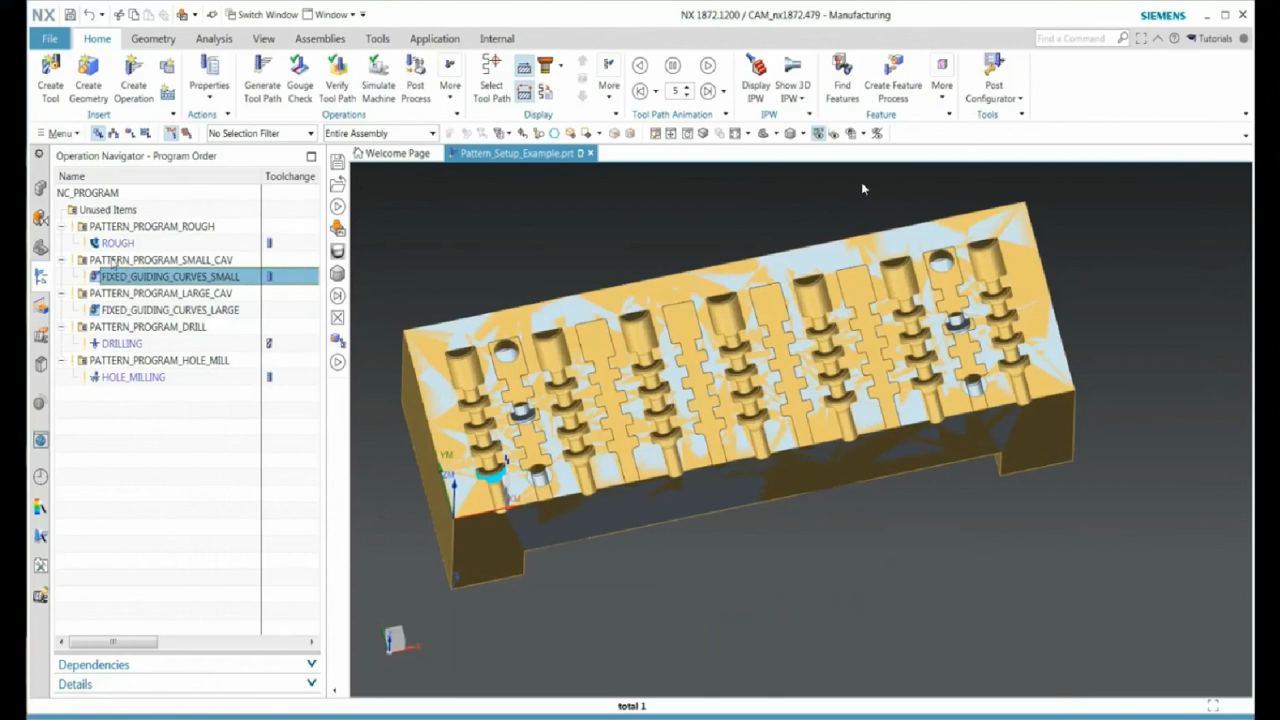 NX Switch Window Window NX 1872.1200 / CAM_nx1872.479 - Manufacturing SIEMENS
File Home Geometry Analysis View Assemblies Tools Application Internal Find a Command Tutorials
Create Tool Create Geometry Create Operation Properties Generate Tool Path Gouge Check Verify Tool Path Simulate Machine Post Process More Select Tool Path More 5 Display IPW Show 3D IPW Find Features Create Feature Process More Post Configurator
Insert Actions Operations Display Tool Path Animation IPW Feature Tools
Menu No Selection Filter Entire Assembly
Operation Navigator - Program Order Welcome Page Pattern_Setup_Example.prt
Name Toolchange
NC_PROGRAM
Unused Items
PATTERN_PROGRAM_ROUGH
ROUGH
PATTERN_PROGRAM_SMALL_CAV
FIXED_GUIDING_CURVES_SMALL
PATTERN_PROGRAM_LARGE_CAV
FIXED_GUIDING_CURVES_LARGE
PATTERN_PROGRAM_DRILL
DRILLING
PATTERN_PROGRAM_HOLE_MILL
HOLE_MILLING
YM
ZM
XM
Dependencies
Details
total 1